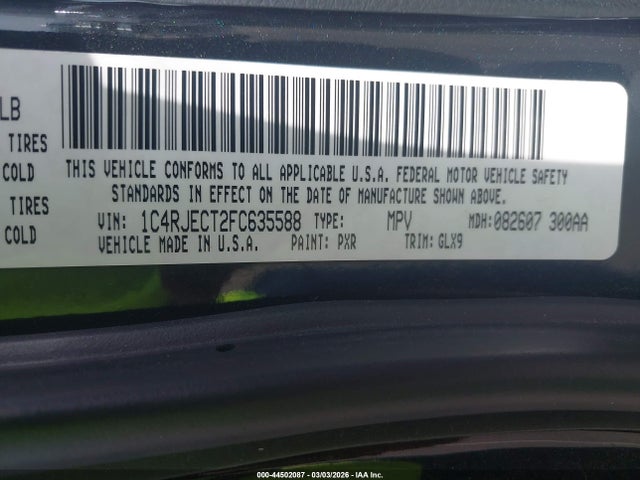 LB
TIRES
COLD
TIRES
COLD
THIS VEHICLE CONFORMS TO ALL APPLICABLE U.S.A. FEDERAL MOTOR VEHICLE SAFETY
STANDARDS IN EFFECT ON THE DATE OF MANUFACTURE SHOWN ABOVE.
VIN: 1C4RJECT2FC635588 TYPE: MPV MDH: 082607 300AA
VEHICLE MADE IN U.S.A. PAINT: PXR TRIM: GLX9
000-44502087 - 03/03/2026 - IAA Inc.